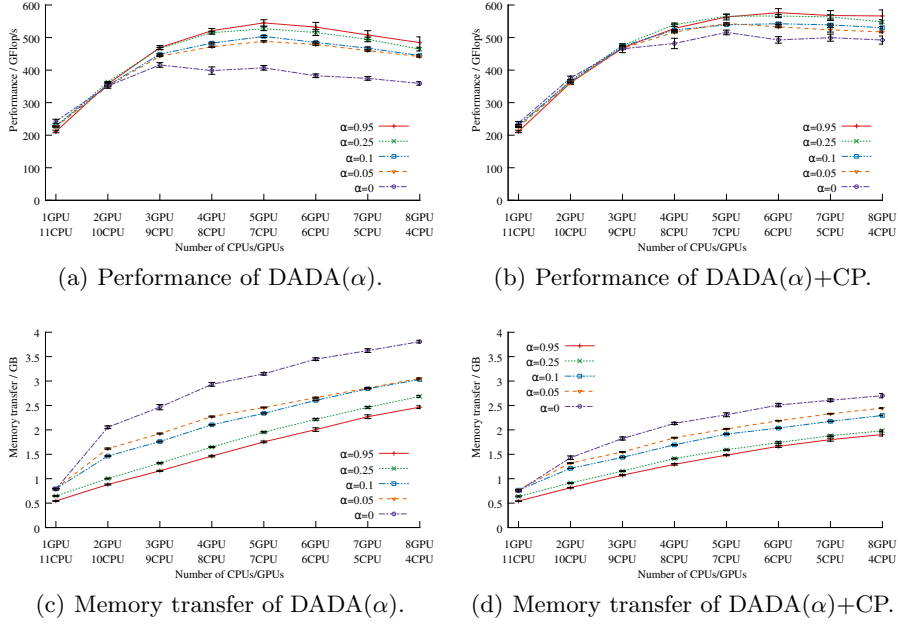 600
500
400
300
200
100
0
Performance / GFlop/s
α=0.95
α=0.25
α=0.1
α=0.05
α=0
1GPU 2GPU 3GPU 4GPU 5GPU 6GPU 7GPU 8GPU
11CPU 10CPU 9CPU 8CPU 7CPU 6CPU 5CPU 4CPU
Number of CPUs/GPUs
(a) Performance of DADA(α).
600
500
400
300
200
100
0
Performance / GFlop/s
α=0.95
α=0.25
α=0.1
α=0.05
α=0
1GPU 2GPU 3GPU 4GPU 5GPU 6GPU 7GPU 8GPU
11CPU 10CPU 9CPU 8CPU 7CPU 6CPU 5CPU 4CPU
Number of CPUs/GPUs
(b) Performance of DADA(α)+CP.
4
3.5
3
2.5
2
1.5
1
0.5
0
Memory transfer / GB
α=0.95
α=0.25
α=0.1
α=0.05
α=0
1GPU 2GPU 3GPU 4GPU 5GPU 6GPU 7GPU 8GPU
11CPU 10CPU 9CPU 8CPU 7CPU 6CPU 5CPU 4CPU
Number of CPUs/GPUs
(c) Memory transfer of DADA(α).
4
3.5
3
2.5
2
1.5
1
0.5
0
Memory transfer / GB
α=0.95
α=0.25
α=0.1
α=0.05
α=0
1GPU 2GPU 3GPU 4GPU 5GPU 6GPU 7GPU 8GPU
11CPU 10CPU 9CPU 8CPU 7CPU 6CPU 5CPU 4CPU
Number of CPUs/GPUs
(d) Memory transfer of DADA(α)+CP.